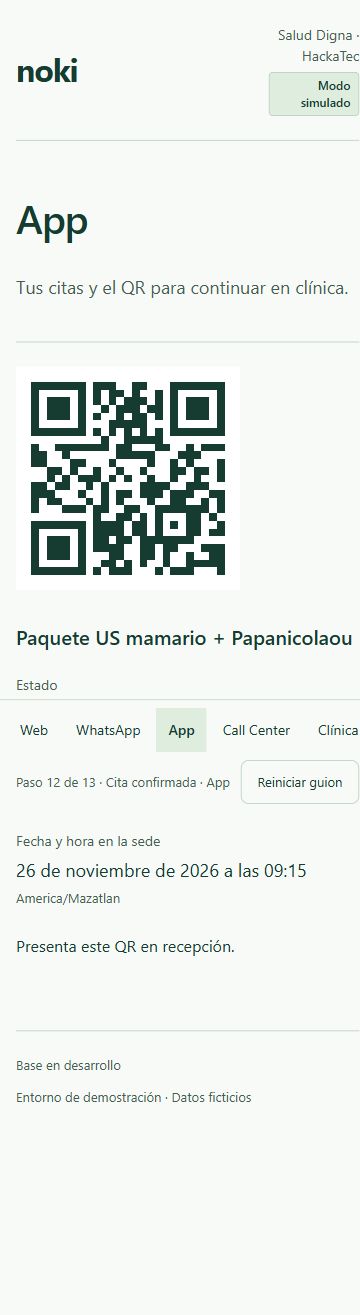 noki
Salud Digna ·
HackaTec
Modo
simulado
App
Tus citas y el QR para continuar en clínica.
Paquete US mamario + Papanicolaou
Estado
Web WhatsApp App Call Center Clínica
Paso 12 de 13 · Cita confirmada · App Reiniciar guion
Fecha y hora en la sede
26 de noviembre de 2026 a las 09:15
America/Mazatlan
Presenta este QR en recepción.
Base en desarrollo
Entorno de demostración · Datos ficticios